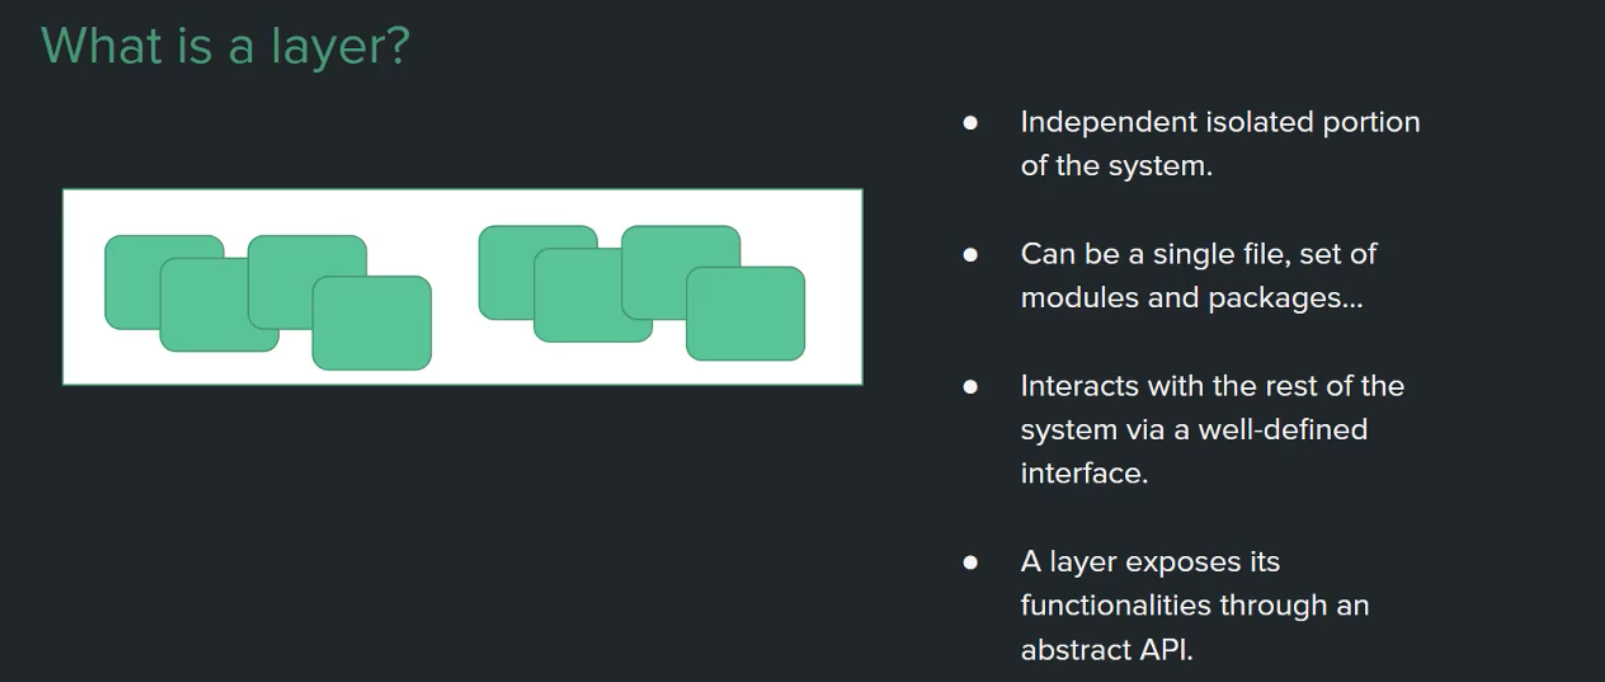 What is a layer?
● Independent isolated portion
of the system.
● Can be a single file, set of
modules and packages...
● Interacts with the rest of the
system via a well-defined
interface.
● A layer exposes its
functionalities through an
abstract API.